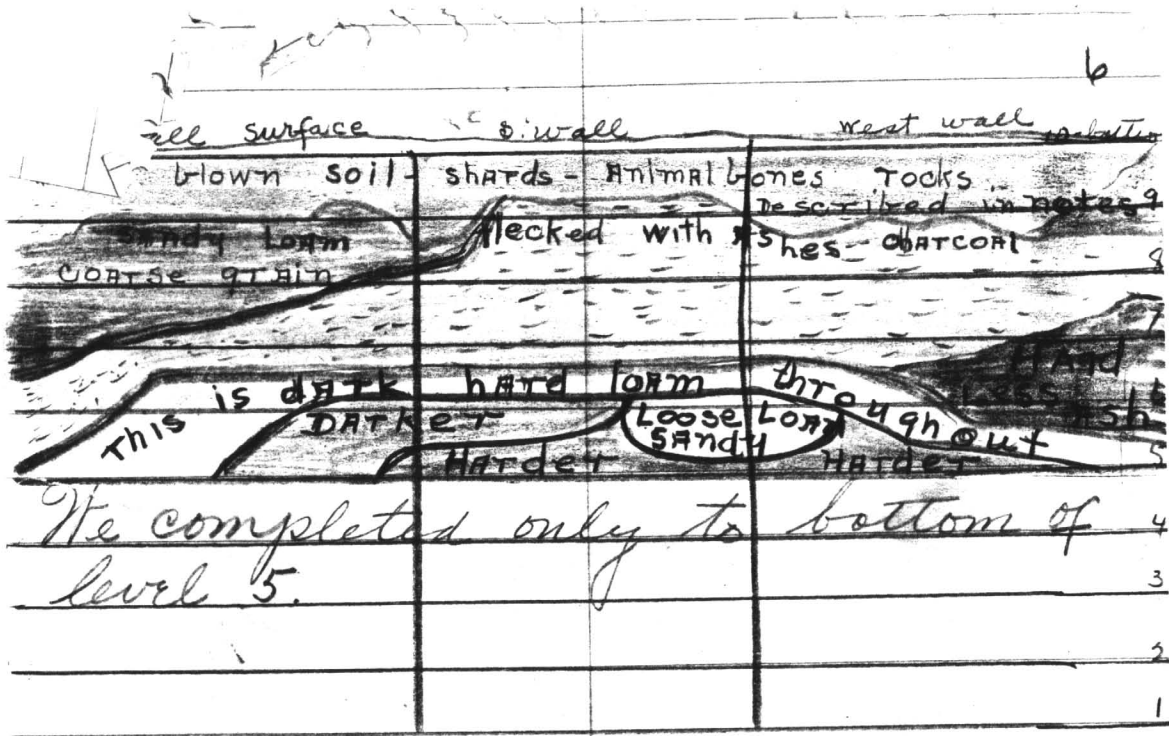 6
surface S. wall west wall
blown soil - shards - Animal bones rocks
Described in notes 9
Sandy Loam flecked with Ashes - charcoal
coarse grain 8
7
Hard
This is dark hard loam throughout
Less 6
Darker Loose Loam Ash
Sandy
Harder Harder 5
We completed only to bottom of 4
level 5. 3
2
1